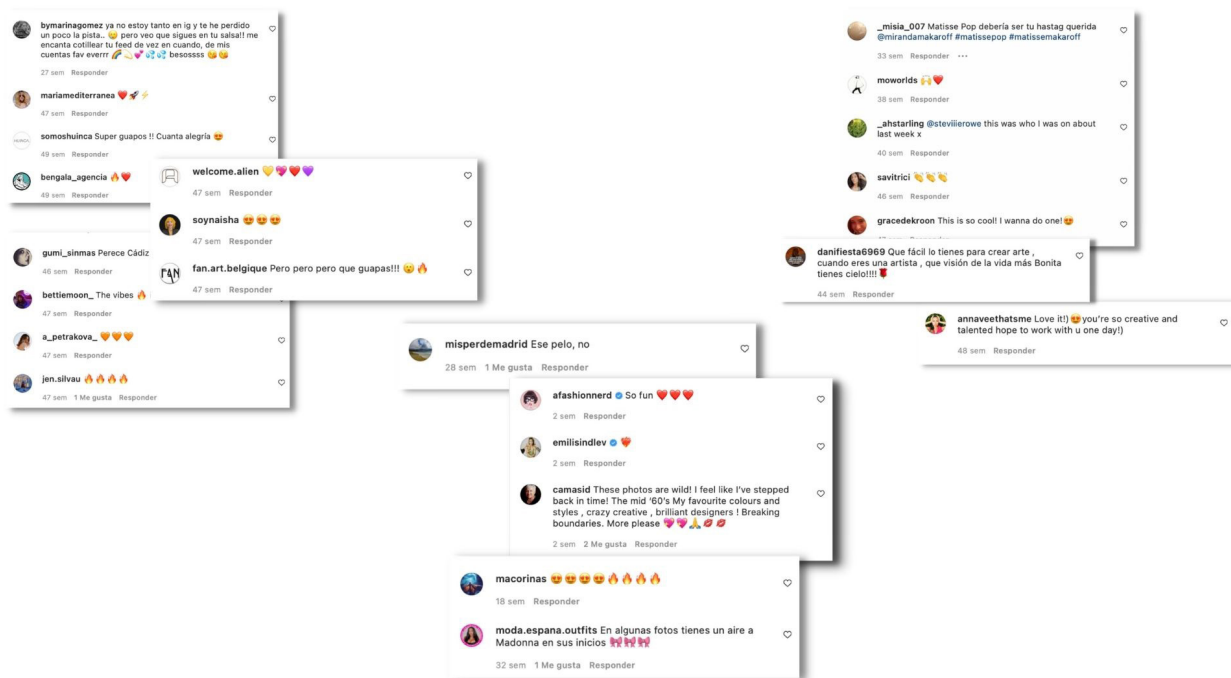 bymarinagomez ya no estoy tanto en ig y te he perdido
un poco la pista.. 😅 pero veo que sigues en tu salsa!! me
encanta cotillear tu feed de vez en cuando, de mis
cuentas fav everrr 🌈💫💕💦💦 besossss 😘😘
27 sem Responder
mariamediterranea ❤️🚀⚡
47 sem Responder
somoshuinca Super guapos !! Cuanta alegría 😍
49 sem Responder
bengala_agencia 🔥❤️
49 sem Responder
welcome.alien 💛💖❤️💜
47 sem Responder
soynaisha 😍😍😍
47 sem Responder
FAN
fan.art.belgique Pero pero pero que guapas!!! 😮🔥
47 sem Responder
gumi_sinmas Perece Cádiz
46 sem Responder
bettiemoon_ The vibes 🔥
47 sem Responder
a_petrakova_ 🧡🧡🧡
47 sem Responder
jen.silvau 🔥🔥🔥🔥
47 sem 1 Me gusta Responder
_misia_007 Matisse Pop debería ser tu hastag querida
@mirandamakaroff #matissepop #matissemakaroff
33 sem Responder ···
moworlds 🙌❤️
38 sem Responder
_ahstarling @steviiierowe this was who I was on about
last week x
40 sem Responder
savitrici 👏👏👏
46 sem Responder
gracedekroon This is so cool! I wanna do one!😍
danifiesta6969 Que fácil lo tienes para crear arte ,
cuando eres una artista , que visión de la vida más Bonita
tienes cielo!!!!🌹
44 sem Responder
annaveethatsme Love it!)😍you're so creative and
talented hope to work with u one day!)
48 sem Responder
misperdemadrid Ese pelo, no
28 sem 1 Me gusta Responder
afashionnerd So fun ❤️❤️❤️
2 sem Responder
emilisindlev ❤️‍🔥
2 sem Responder
camasid These photos are wild! I feel like I've stepped
back in time! The mid '60's My favourite colours and
styles , crazy creative , brilliant designers ! Breaking
boundaries. More please 💖💖🙏💋💋
2 sem 2 Me gusta Responder
macorinas 😍😍😍😍🔥🔥🔥🔥
18 sem Responder
moda.espana.outfits En algunas fotos tienes un aire a
Madonna en sus inicios 🎀🎀🎀
32 sem 1 Me gusta Responder